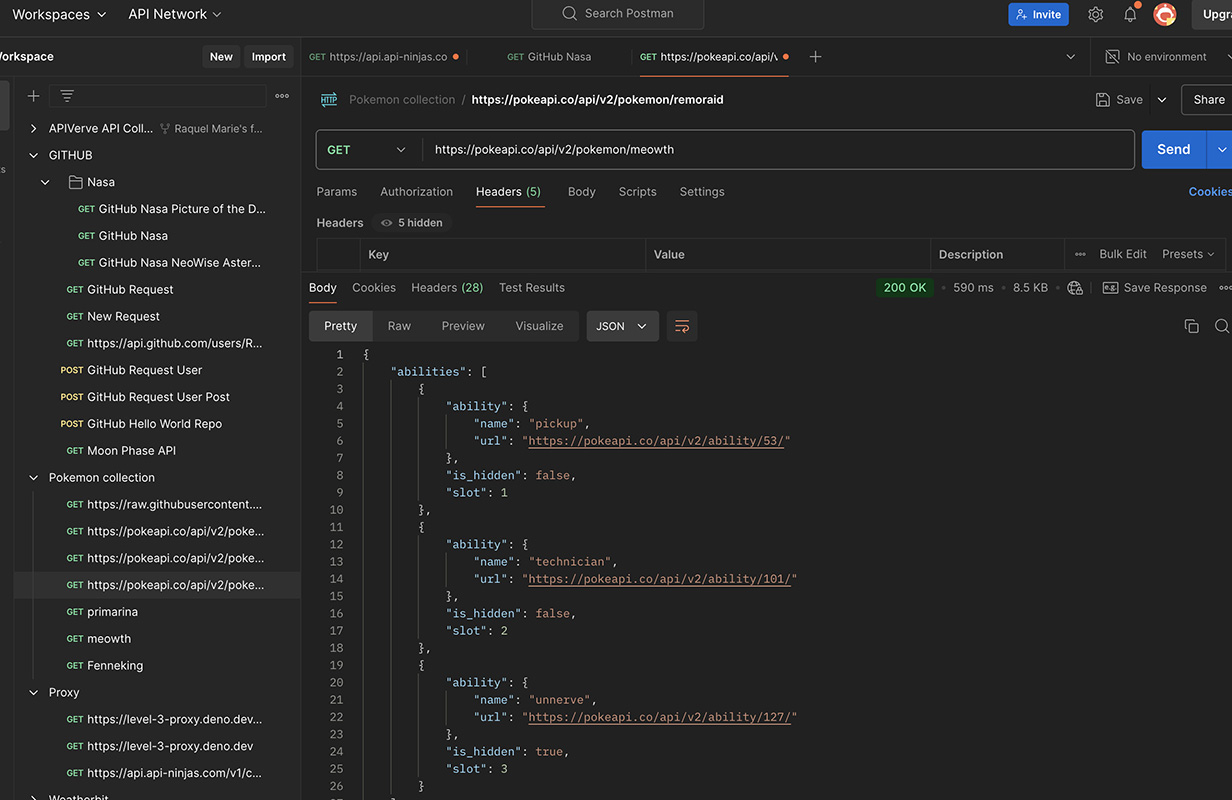 Workspaces API Network Search Postman Invite Upgra
orkspace New Import GET https://api.api-ninjas.co GET GitHub Nasa GET https://pokeapi.co/api/v No environment
HTTP Pokemon collection / https://pokeapi.co/api/v2/pokemon/remoraid Save Share
APIVerve API Coll... Raquel Marie's f...
GITHUB
Nasa
GET GitHub Nasa Picture of the D...
GET GitHub Nasa
GET GitHub Nasa NeoWise Aster...
GET GitHub Request
GET New Request
GET https://api.github.com/users/R...
POST GitHub Request User
POST GitHub Request User Post
POST GitHub Hello World Repo
GET Moon Phase API
Pokemon collection
GET https://raw.githubusercontent....
GET https://pokeapi.co/api/v2/poke...
GET https://pokeapi.co/api/v2/poke...
GET https://pokeapi.co/api/v2/poke...
GET primarina
GET meowth
GET Fenneking
Proxy
GET https://level-3-proxy.deno.dev...
GET https://level-3-proxy.deno.dev
GET https://api.api-ninjas.com/v1/c...
Weatherbit
GET https://pokeapi.co/api/v2/pokemon/meowth Send
Params Authorization Headers (5) Body Scripts Settings Cookies
Headers 5 hidden
Key Value Description Bulk Edit Presets
Body Cookies Headers (28) Test Results 200 OK 590 ms 8.5 KB e.g. Save Response
Pretty Raw Preview Visualize JSON
1 {
2 "abilities": [
3 {
4 "ability": {
5 "name": "pickup",
6 "url": "https://pokeapi.co/api/v2/ability/53/"
7 },
8 "is_hidden": false,
9 "slot": 1
10 },
11 {
12 "ability": {
13 "name": "technician",
14 "url": "https://pokeapi.co/api/v2/ability/101/"
15 },
16 "is_hidden": false,
17 "slot": 2
18 },
19 {
20 "ability": {
21 "name": "unnerve",
22 "url": "https://pokeapi.co/api/v2/ability/127/"
23 },
24 "is_hidden": true,
25 "slot": 3
26 }